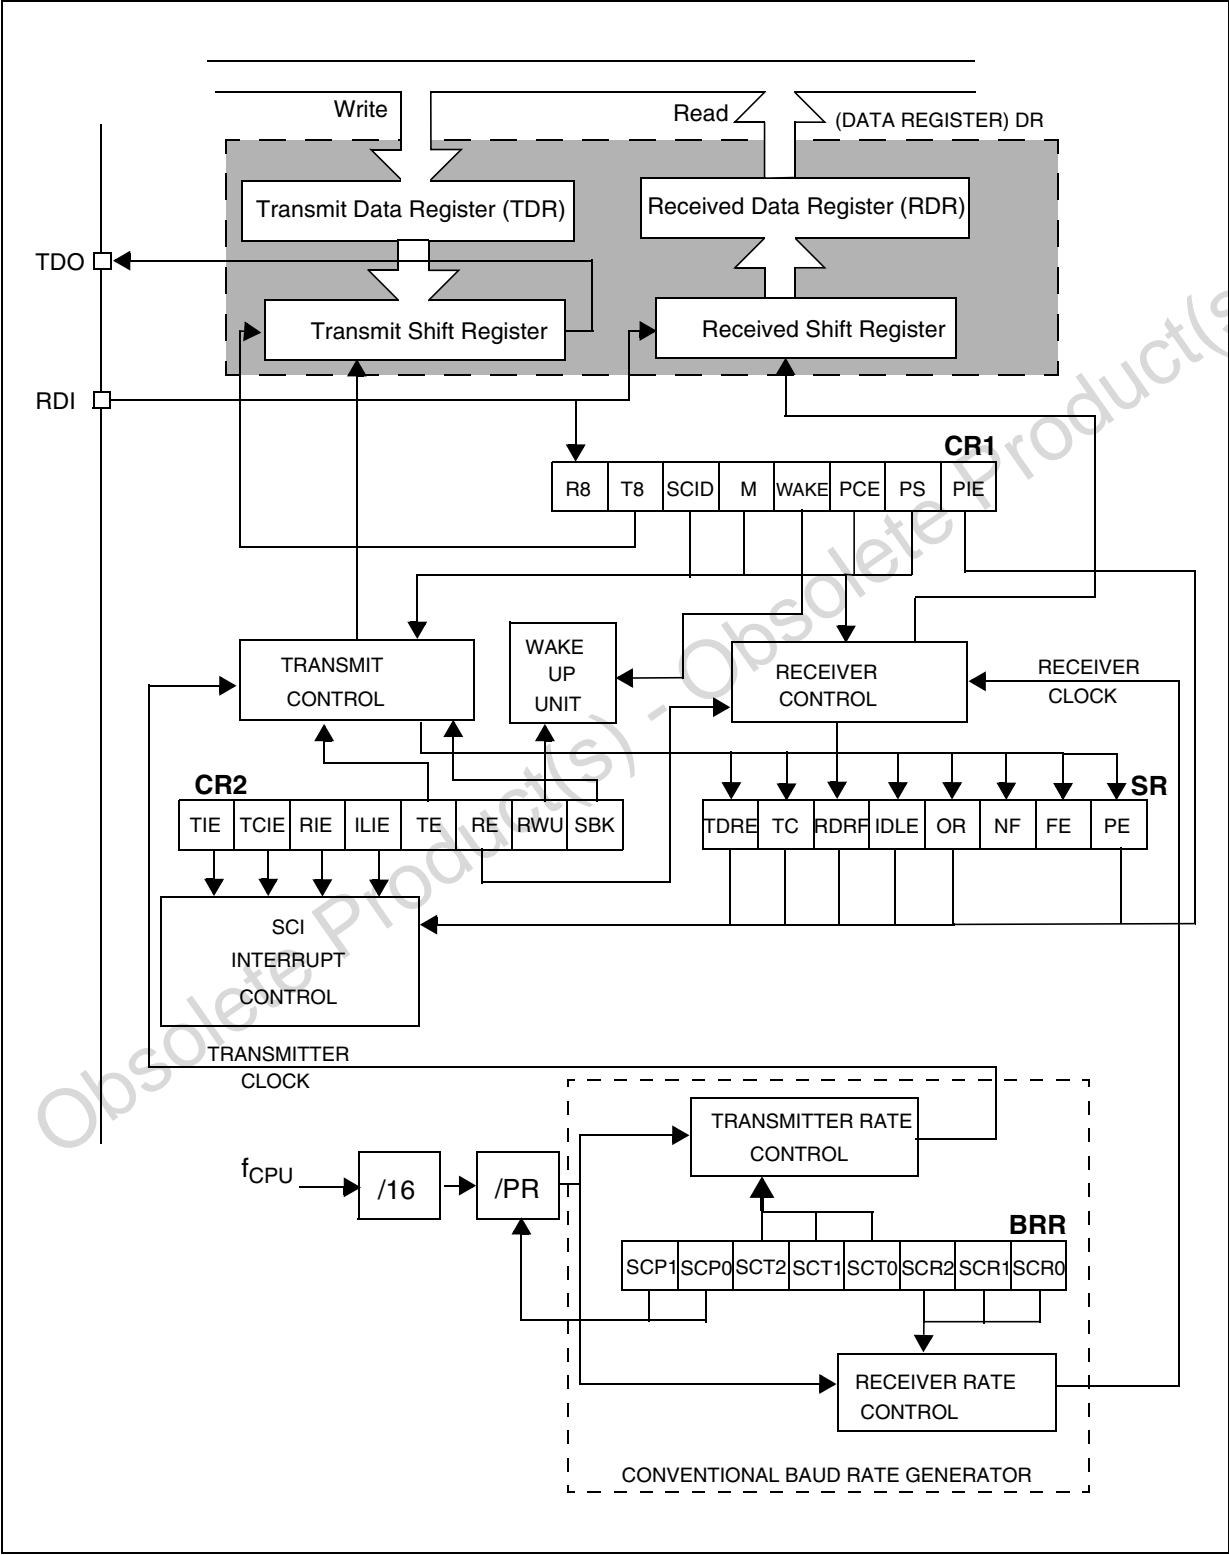 Write
Read
(DATA REGISTER) DR
Transmit Data Register (TDR)
Received Data Register (RDR)
TDO
Transmit Shift Register
Received Shift Register
RDI
CR1
R8 T8 SCID M WAKE PCE PS PIE
TRANSMIT
CONTROL
WAKE
UP
UNIT
RECEIVER
CONTROL
RECEIVER
CLOCK
CR2
TIE TCIE RIE ILIE TE RE RWU SBK
SR
TDRE TC RDRF IDLE OR NF FE PE
SCI
INTERRUPT
CONTROL
TRANSMITTER
CLOCK
TRANSMITTER RATE
CONTROL
fCPU
/16
/PR
BRR
SCP1 SCP0 SCT2 SCT1 SCT0 SCR2 SCR1 SCR0
RECEIVER RATE
CONTROL
CONVENTIONAL BAUD RATE GENERATOR
Obsolete Product(s) - Obsolete Product(s